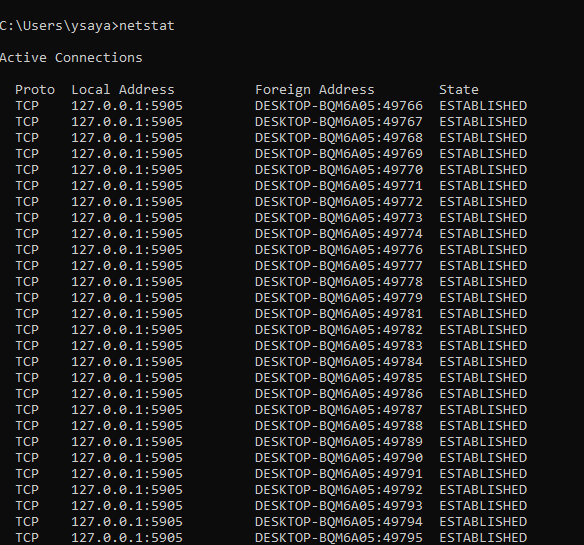 C:\Users\ysaya>netstat
Active Connections
Proto Local Address Foreign Address State
TCP 127.0.0.1:5905 DESKTOP-BQM6A05:49766 ESTABLISHED
TCP 127.0.0.1:5905 DESKTOP-BQM6A05:49767 ESTABLISHED
TCP 127.0.0.1:5905 DESKTOP-BQM6A05:49768 ESTABLISHED
TCP 127.0.0.1:5905 DESKTOP-BQM6A05:49769 ESTABLISHED
TCP 127.0.0.1:5905 DESKTOP-BQM6A05:49770 ESTABLISHED
TCP 127.0.0.1:5905 DESKTOP-BQM6A05:49771 ESTABLISHED
TCP 127.0.0.1:5905 DESKTOP-BQM6A05:49772 ESTABLISHED
TCP 127.0.0.1:5905 DESKTOP-BQM6A05:49773 ESTABLISHED
TCP 127.0.0.1:5905 DESKTOP-BQM6A05:49774 ESTABLISHED
TCP 127.0.0.1:5905 DESKTOP-BQM6A05:49776 ESTABLISHED
TCP 127.0.0.1:5905 DESKTOP-BQM6A05:49777 ESTABLISHED
TCP 127.0.0.1:5905 DESKTOP-BQM6A05:49778 ESTABLISHED
TCP 127.0.0.1:5905 DESKTOP-BQM6A05:49779 ESTABLISHED
TCP 127.0.0.1:5905 DESKTOP-BQM6A05:49781 ESTABLISHED
TCP 127.0.0.1:5905 DESKTOP-BQM6A05:49782 ESTABLISHED
TCP 127.0.0.1:5905 DESKTOP-BQM6A05:49783 ESTABLISHED
TCP 127.0.0.1:5905 DESKTOP-BQM6A05:49784 ESTABLISHED
TCP 127.0.0.1:5905 DESKTOP-BQM6A05:49785 ESTABLISHED
TCP 127.0.0.1:5905 DESKTOP-BQM6A05:49786 ESTABLISHED
TCP 127.0.0.1:5905 DESKTOP-BQM6A05:49787 ESTABLISHED
TCP 127.0.0.1:5905 DESKTOP-BQM6A05:49788 ESTABLISHED
TCP 127.0.0.1:5905 DESKTOP-BQM6A05:49789 ESTABLISHED
TCP 127.0.0.1:5905 DESKTOP-BQM6A05:49790 ESTABLISHED
TCP 127.0.0.1:5905 DESKTOP-BQM6A05:49791 ESTABLISHED
TCP 127.0.0.1:5905 DESKTOP-BQM6A05:49792 ESTABLISHED
TCP 127.0.0.1:5905 DESKTOP-BQM6A05:49793 ESTABLISHED
TCP 127.0.0.1:5905 DESKTOP-BQM6A05:49794 ESTABLISHED
TCP 127.0.0.1:5905 DESKTOP-BQM6A05:49795 ESTABLISHED